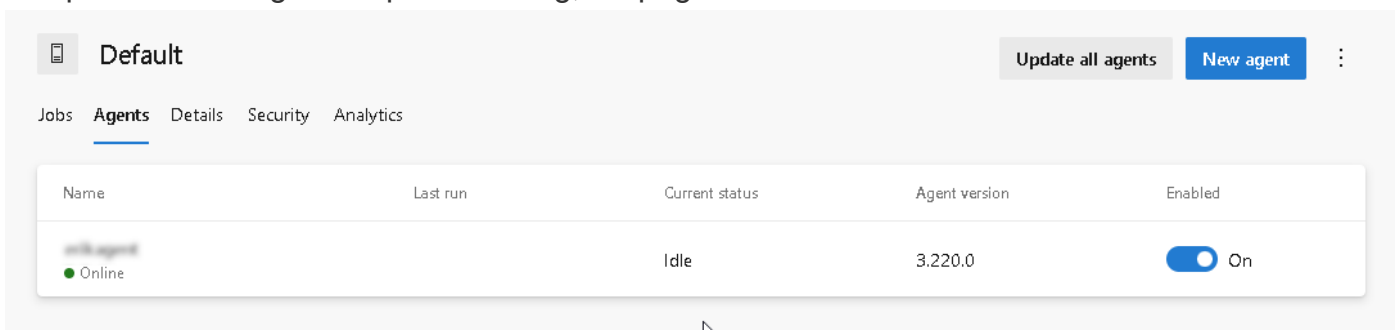 Default
Update all agents
New agent
Jobs Agents Details Security Analytics
Name Last run Current status Agent version Enabled
Idle 3.220.0 On
Online